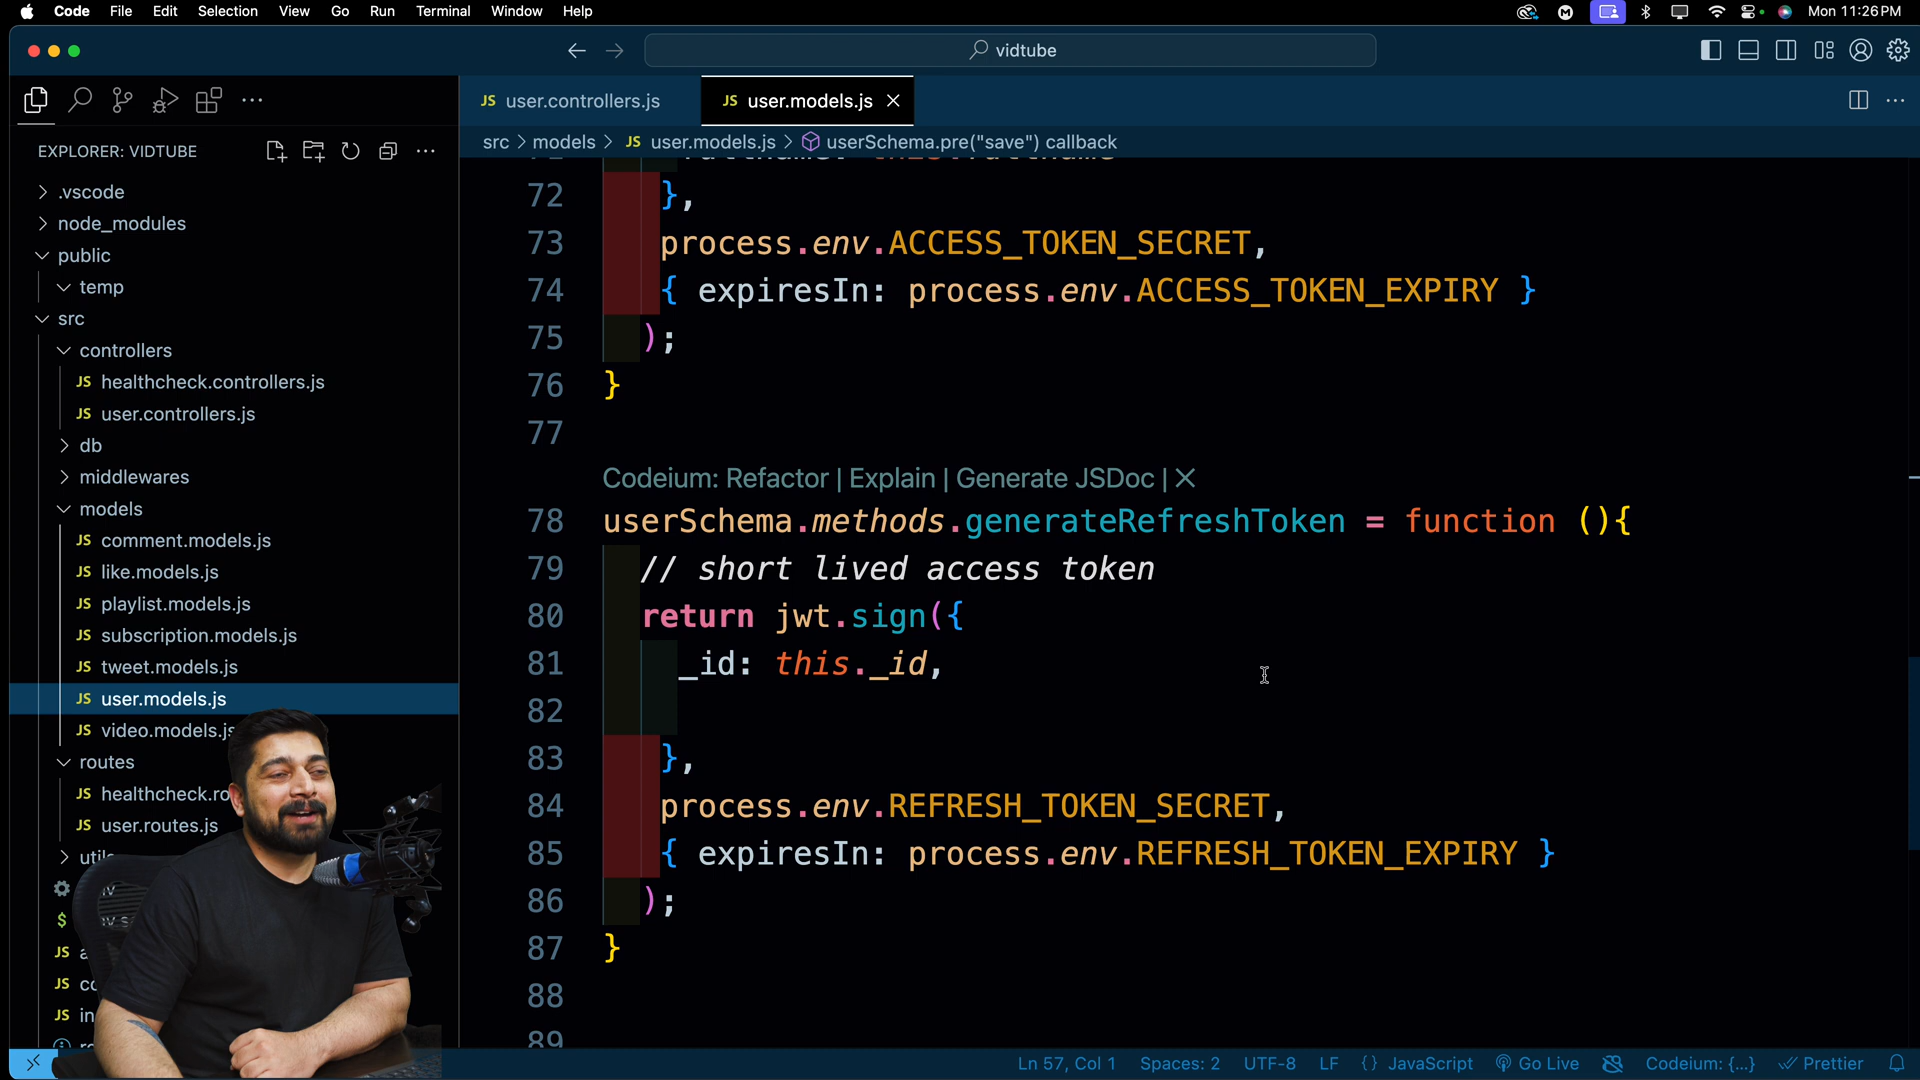 Code File Edit Selection View Go Run Terminal Window Help Mon 11:26 PM
vidtube
JS user.controllers.js JS user.models.js
src > models > JS user.models.js > userSchema.pre("save") callback
EXPLORER: VIDTUBE
.vscode
node_modules
public
temp
src
controllers
JS healthcheck.controllers.js
JS user.controllers.js
db
middlewares
models
JS comment.models.js
JS like.models.js
JS playlist.models.js
JS subscription.models.js
JS tweet.models.js
JS user.models.js
JS video.models.js
routes
JS healthcheck.ro
JS user.routes.js
JS
JS
JS in
72 },
73 process.env.ACCESS_TOKEN_SECRET,
74 { expiresIn: process.env.ACCESS_TOKEN_EXPIRY }
75 );
76 }
77
Codeium: Refactor | Explain | Generate JSDoc | ×
78 userSchema.methods.generateRefreshToken = function (){
79 // short lived access token
80 return jwt.sign({
81 _id: this._id,
82
83 },
84 process.env.REFRESH_TOKEN_SECRET,
85 { expiresIn: process.env.REFRESH_TOKEN_EXPIRY }
86 );
87 }
88
89
Ln 57, Col 1 Spaces: 2 UTF-8 LF {} JavaScript Go Live Codeium: {...} Prettier